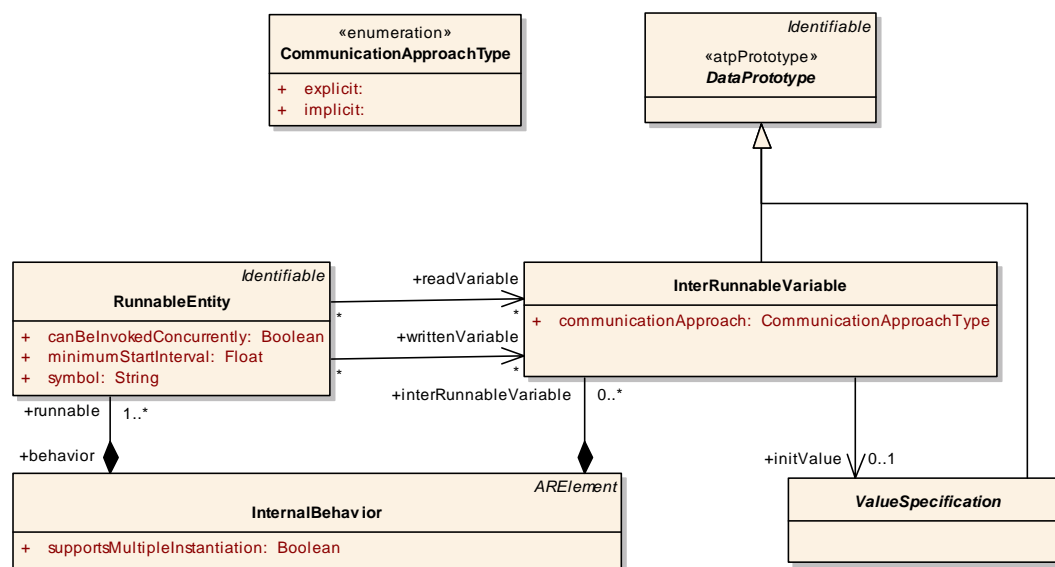 «enumeration»
CommunicationApproachType
+ explicit:
+ implicit:
Identifiable
«atpPrototype»
DataPrototype
Identifiable
RunnableEntity
+ canBeInvokedConcurrently: Boolean
+ minimumStartInterval: Float
+ symbol: String
+readVariable
*
*
+writtenVariable
*
*
InterRunnableVariable
+ communicationApproach: CommunicationApproachType
+runnable
1..*
+interRunnableVariable
0..*
+behavior
+initValue
0..1
ARElement
InternalBehavior
+ supportsMultipleInstantiation: Boolean
ValueSpecification